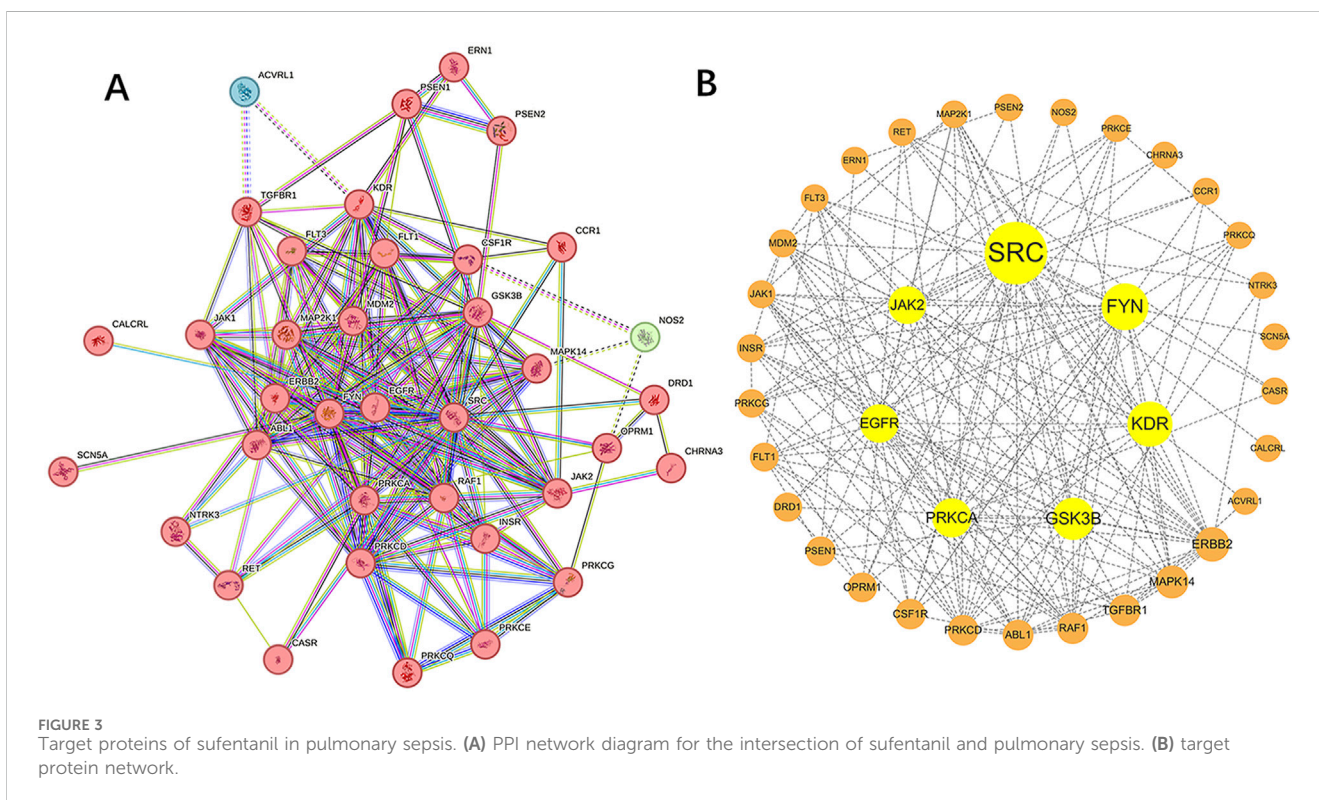 A
ERN1
ACVRL1
PSEN1
PSEN2
TGFBR1
KDR
FLT3
FLT1
CSF1R
CCR1
GSK3B
MDM2
JAK1
MAP2K1
NOS2
CALCRL
MAPK14
ERBB2
EGFR
FYN
SRC
DRD1
ABL1
OPRM1
CHRNA3
SCN5A
PRKCA
RAF1
JAK2
NTRK3
INSR
PRKCD
PRKCG
RET
PRKCE
CASR
PRKCQ
B
PSEN2
NOS2
MAP2K1
PRKCE
RET
CHRNA3
ERN1
CCR1
FLT3
PRKCQ
MDM2
SRC
NTRK3
JAK1
JAK2
FYN
SCN5A
INSR
CASR
PRKCG
EGFR
KDR
FLT1
CALCRL
DRD1
PRKCA
GSK3B
ACVRL1
PSEN1
ERBB2
OPRM1
MAPK14
CSF1R
TGFBR1
PRKCD
ABL1
RAF1
FIGURE 3
Target proteins of sufentanil in pulmonary sepsis. (A) PPI network diagram for the intersection of sufentanil and pulmonary sepsis. (B) target
protein network.